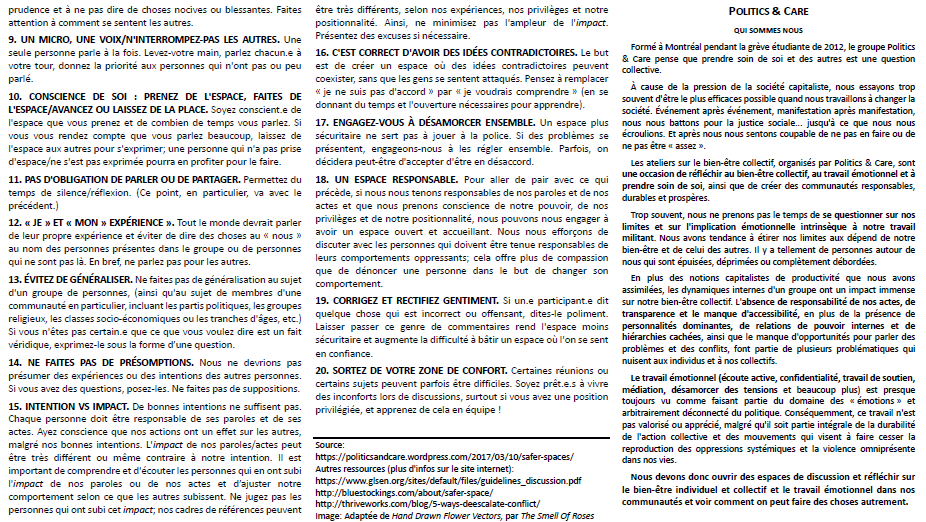 prudence et à ne pas dire de choses nocives ou blessantes. Faites
attention à comment se sentent les autres.
9. UN MICRO, UNE VOIX/N'INTERROMPEZ-PAS LES AUTRES. Une
seule personne parle à la fois. Levez-votre main, parlez chacun.e à
votre tour, donnez la priorité aux personnes qui n'ont pas ou peu
parlé.
10. CONSCIENCE DE SOI : PRENEZ DE L'ESPACE, FAITES DE
L'ESPACE/AVANCEZ OU LAISSEZ DE LA PLACE. Soyez conscient.e de
l'espace que vous prenez et de combien de temps vous parlez. Si
vous vous rendez compte que vous parlez beaucoup, laissez de
l'espace aux autres pour s'exprimer; une personne qui n'a pas prise
d'espace/ne s'est pas exprimée pourra en profiter pour le faire.
11. PAS D'OBLIGATION DE PARLER OU DE PARTAGER. Permettez du
temps de silence/réflexion. (Ce point, en particulier, va avec le
précédent.)
12. « JE » ET « MON » EXPÉRIENCE ». Tout le monde devrait parler
de leur propre expérience et éviter de dire des choses au « nous »
au nom des personnes présentes dans le groupe ou de personnes
qui ne sont pas là. En bref, ne parlez pas pour les autres.
13. ÉVITEZ DE GÉNÉRALISER. Ne faites pas de généralisation au sujet
d'un groupe de personnes, (ainsi qu'au sujet de membres d'une
communauté en particulier, incluant les partis politiques, les groupes
religieux, les classes socio-économiques ou les tranches d'âges, etc.)
Si vous n'êtes pas certain.e que ce que vous voulez dire est un fait
véridique, exprimez-le sous la forme d'une question.
14. NE FAITES PAS DE PRÉSOMPTIONS. Nous ne devrions pas
présumer des expériences ou des intentions des autres personnes.
Si vous avez des questions, posez-les. Ne faites pas de suppositions.
15. INTENTION VS IMPACT. De bonnes intentions ne suffisent pas.
Chaque personne doit être responsable de ses paroles et de ses
actes. Ayez conscience que nos actions ont un effet sur les autres,
malgré nos bonnes intentions. L'impact de nos paroles/actes peut
être très différent ou même contraire à notre intention. Il est
important de comprendre et d'écouter les personnes qui en ont subi
l'impact de nos paroles ou de nos actes et d'ajuster notre
comportement selon ce que les autres subissent. Ne jugez pas les
personnes qui ont subi cet impact; nos cadres de références peuvent
être très différents, selon nos expériences, nos privilèges et notre
positionnalité. Ainsi, ne minimisez pas l'ampleur de l'impact.
Présentez des excuses si nécessaire.
16. C'EST CORRECT D'AVOIR DES IDÉES CONTRADICTOIRES. Le but
est de créer un espace où des idées contradictoires peuvent
coexister, sans que les gens se sentent attaqués. Pensez à remplacer
« je ne suis pas d'accord » par « je voudrais comprendre » (en se
donnant du temps et l'ouverture nécessaires pour apprendre).
17. ENGAGEZ-VOUS À DÉSAMORCER ENSEMBLE. Un espace plus
sécuritaire ne sert pas à jouer à la police. Si des problèmes se
présentent, engageons-nous à les régler ensemble. Parfois, on
décidera peut-être d'accepter d'être en désaccord.
18. UN ESPACE RESPONSABLE. Pour aller de pair avec ce qui
précède, si nous nous tenons responsables de nos paroles et de nos
actes et que nous prenons conscience de notre pouvoir, de nos
privilèges et de notre positionnalité, nous pouvons nous engager à
avoir un espace ouvert et accueillant. Nous nous efforçons de
discuter avec les personnes qui doivent être tenue responsables de
leurs comportements oppressants; cela offre plus de compassion
que de dénoncer une personne dans le but de changer son
comportement.
19. CORRIGEZ ET RECTIFIEZ GENTIMENT. Si un.e participant.e dit
quelque chose qui est incorrect ou offensant, dites-le poliment.
Laisser passer ce genre de commentaires rend l'espace moins
sécuritaire et augmente la difficulté à bâtir un espace où l'on se sent
en confiance.
20. SORTEZ DE VOTRE ZONE DE CONFORT. Certaines réunions ou
certains sujets peuvent parfois être difficiles. Soyez prêt.e.s à vivre
des inconforts lors de discussions, surtout si vous avez une position
privilégiée, et apprenez de cela en équipe !
Source:
https://politicsandcare.wordpress.com/2017/03/10/safer-spaces/
Autres ressources (plus d'infos sur le site internet):
https://www.glsen.org/sites/default/files/guidelines_discussion.pdf
http://bluestockings.com/about/safer-space/
http://thriveworks.com/blog/5-ways-deescalate-conflict/
Image: Adaptée de Hand Drawn Flower Vectors, par The Smell Of Roses
POLITICS & CARE
QUI SOMMES NOUS
Formé à Montréal pendant la grève étudiante de 2012, le groupe Politics
& Care pense que prendre soin de soi et des autres est une question
collective.
À cause de la pression de la société capitaliste, nous essayons trop
souvent d'être le plus efficaces possible quand nous travaillons à changer la
société. Événement après événement, manifestation après manifestation,
nous nous battons pour la justice sociale... jusqu'à ce que nous nous
écroulions. Et après nous nous sentons coupable de ne pas en faire ou de
ne pas être « assez ».
Les ateliers sur le bien-être collectif, organisés par Politics & Care, sont
une occasion de réfléchir au bien-être collectif, au travail émotionnel et à
prendre soin de soi, ainsi que de créer des communautés responsables,
durables et prospères.
Trop souvent, nous ne prenons pas le temps de se questionner sur nos
limites et sur l'implication émotionnelle intrinsèque à notre travail
militant. Nous avons tendance à étirer nos limites aux dépend de notre
bien-être et de celui des autres. Il y a tellement de personnes autour de
nous qui sont épuisées, déprimées ou complètement débordées.
En plus des notions capitalistes de productivité que nous avons
assimilées, les dynamiques internes d'un groupe ont un impact immense
sur notre bien-être collectif. L'absence de responsabilité de nos actes, de
transparence et le manque d'accessibilité, en plus de la présence de
personnalités dominantes, de relations de pouvoir internes et de
hiérarchies cachées, ainsi que le manque d'opportunités pour parler des
problèmes et des conflits, font partie de plusieurs problématiques qui
nuisent aux individus et à nos collectifs.
Le travail émotionnel (écoute active, confidentialité, travail de soutien,
médiation, désamorcer des tensions et beaucoup plus) est presque
toujours vu comme faisant partie du domaine des « émotions » et
arbitrairement déconnecté du politique. Conséquemment, ce travail n'est
pas valorisé ou apprécié, malgré qu'il soit partie intégrale de la durabilité
de l'action collective et des mouvements qui visent à faire cesser la
reproduction des oppressions systémiques et la violence omniprésente
dans nos vies.
Nous devons donc ouvrir des espaces de discussion et réfléchir sur
le bien-être individuel et collectif et le travail émotionnel dans nos
communautés et voir comment on peut faire des choses autrement.